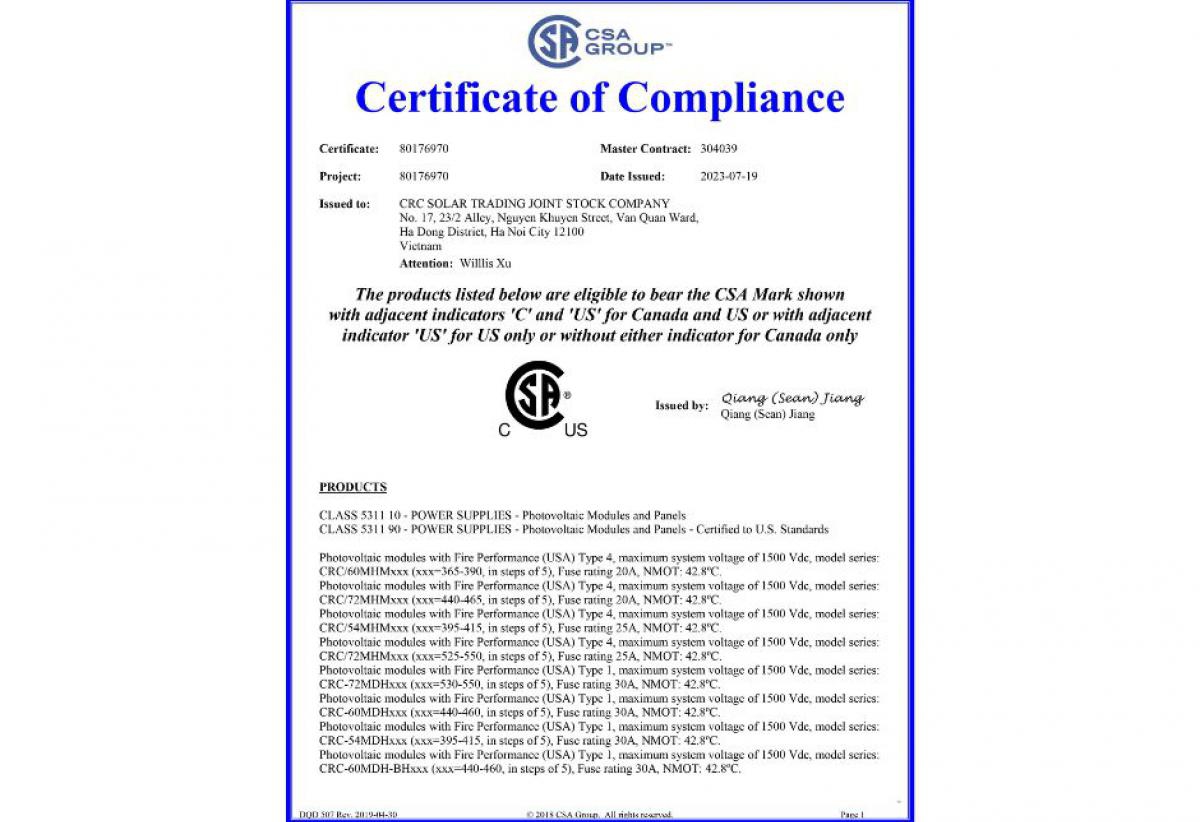 CSA
GROUP™
Certificate of Compliance
Certificate: 80176970 Master Contract: 304039
Project: 80176970 Date Issued: 2023-07-19
Issued to: CRC SOLAR TRADING JOINT STOCK COMPANY
No. 17, 23/2 Alley, Nguyen Khuyen Street, Van Quan Ward,
Ha Dong District, Ha Noi City 12100
Vietnam
Attention: Willlis Xu
The products listed below are eligible to bear the CSA Mark shown
with adjacent indicators 'C' and 'US' for Canada and US or with adjacent
indicator 'US' for US only or without either indicator for Canada only
CSA®
C US
Issued by: Qiang (Sean) Jiang
Qiang (Sean) Jiang
PRODUCTS
CLASS 5311 10 - POWER SUPPLIES - Photovoltaic Modules and Panels
CLASS 5311 90 - POWER SUPPLIES - Photovoltaic Modules and Panels - Certified to U.S. Standards
Photovoltaic modules with Fire Performance (USA) Type 4, maximum system voltage of 1500 Vdc, model series:
CRC/60MHMxxx (xxx=365-390, in steps of 5), Fuse rating 20A, NMOT: 42.8ºC.
Photovoltaic modules with Fire Performance (USA) Type 4, maximum system voltage of 1500 Vdc, model series:
CRC/72MHMxxx (xxx=440-465, in steps of 5), Fuse rating 20A, NMOT: 42.8ºC.
Photovoltaic modules with Fire Performance (USA) Type 4, maximum system voltage of 1500 Vdc, model series:
CRC/54MHMxxx (xxx=395-415, in steps of 5), Fuse rating 25A, NMOT: 42.8ºC.
Photovoltaic modules with Fire Performance (USA) Type 4, maximum system voltage of 1500 Vdc, model series:
CRC/72MHMxxx (xxx=525-550, in steps of 5), Fuse rating 25A, NMOT: 42.8ºC.
Photovoltaic modules with Fire Performance (USA) Type 1, maximum system voltage of 1500 Vdc, model series:
CRC-72MDHxxx (xxx=530-550, in steps of 5), Fuse rating 30A, NMOT: 42.8ºC.
Photovoltaic modules with Fire Performance (USA) Type 1, maximum system voltage of 1500 Vdc, model series:
CRC-60MDHxxx (xxx=440-460, in steps of 5), Fuse rating 30A, NMOT: 42.8ºC.
Photovoltaic modules with Fire Performance (USA) Type 1, maximum system voltage of 1500 Vdc, model series:
CRC-54MDHxxx (xxx=395-415, in steps of 5), Fuse rating 30A, NMOT: 42.8ºC.
Photovoltaic modules with Fire Performance (USA) Type 1, maximum system voltage of 1500 Vdc, model series:
CRC-60MDH-BHxxx (xxx=440-460, in steps of 5), Fuse rating 30A, NMOT: 42.8ºC.
DQD 507 Rev. 2019-04-30 © 2018 CSA Group. All rights reserved. Page 1